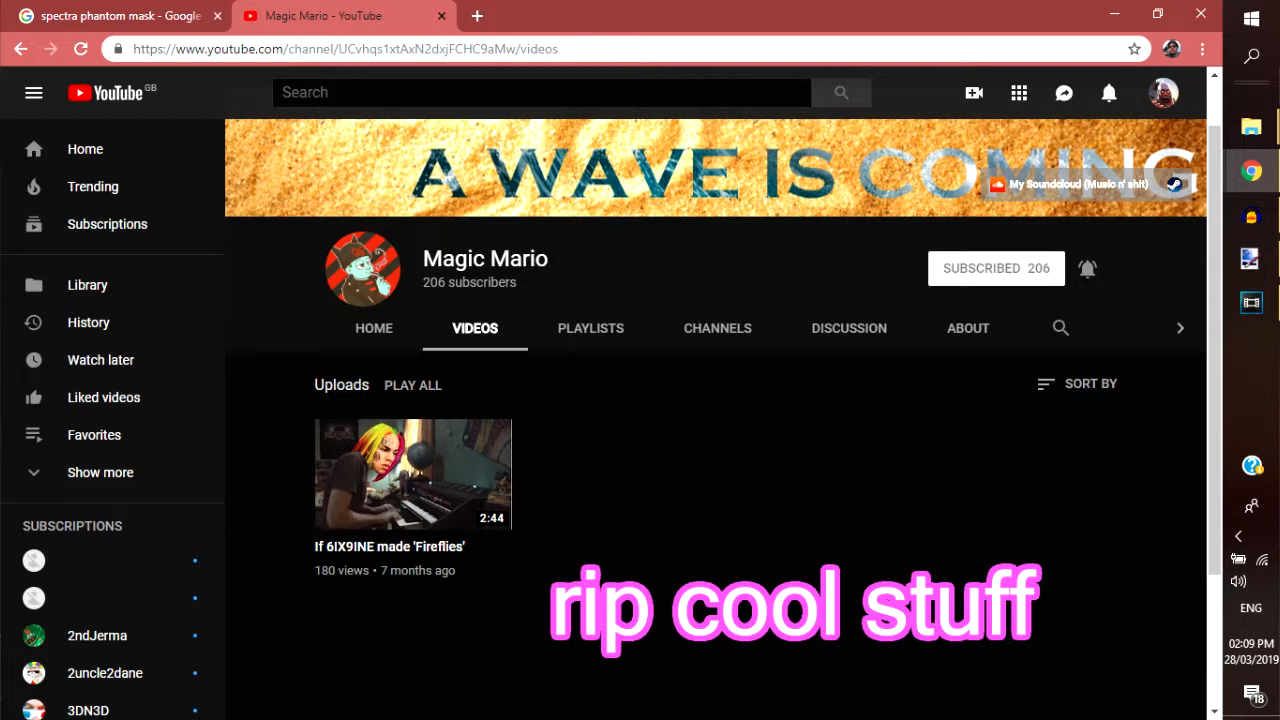 spectra phantom mask - Google
Magic Mario - YouTube
https://www.youtube.com/channel/UCvhqs1xtAxN2dxjFCHC9aMw/videos
YouTube GB
Search
Home
Trending
Subscriptions
Library
History
Watch later
Liked videos
Favorites
Show more
SUBSCRIPTIONS
2ndJerma
2uncle2dane
3DN3D
A WAVE IS COMING
My Soundcloud (Music n' shit)
Magic Mario
206 subscribers
SUBSCRIBED 206
HOME
VIDEOS
PLAYLISTS
CHANNELS
DISCUSSION
ABOUT
Uploads
PLAY ALL
SORT BY
2:44
If 6IX9INE made 'Fireflies'
180 views • 7 months ago
rip cool stuff
ENG
02:09 PM
28/03/2019
18